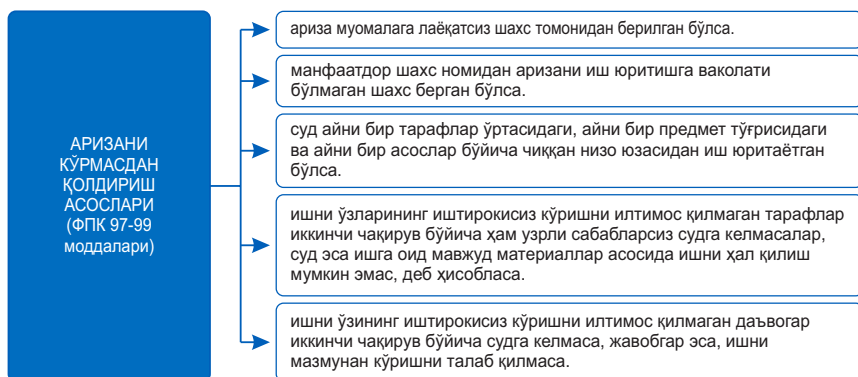 АРИЗАНИ
КЎРМАСДАН
ҚОЛДИРИШ
АСОСЛАРИ
(ФПК 97-99
моддалари)
ариза муомалага лаёқатсиз шахс томонидан берилган бўлса.
манфаатдор шахс номидан аризани иш юритишга ваколати
бўлмаган шахс берган бўлса.
суд айни бир тарафлар ўртасидаги, айни бир предмет тўғрисидаги
ва айни бир асослар бўйича чиққан низо юзасидан иш юритаётган
бўлса.
ишни ўзларининг иштирокисиз кўришни илтимос қилмаган тарафлар
иккинчи чақирув бўйича ҳам узрли сабабларсиз судга келмасалар,
суд эса ишга оид мавжуд материаллар асосида ишни ҳал қилиш
мумкин эмас, деб ҳисобласа.
ишни ўзининг иштирокисиз кўришни илтимос қилмаган даъвогар
иккинчи чақирув бўйича судга келмаса, жавобгар эса, ишни
мазмунан кўришни талаб қилмаса.